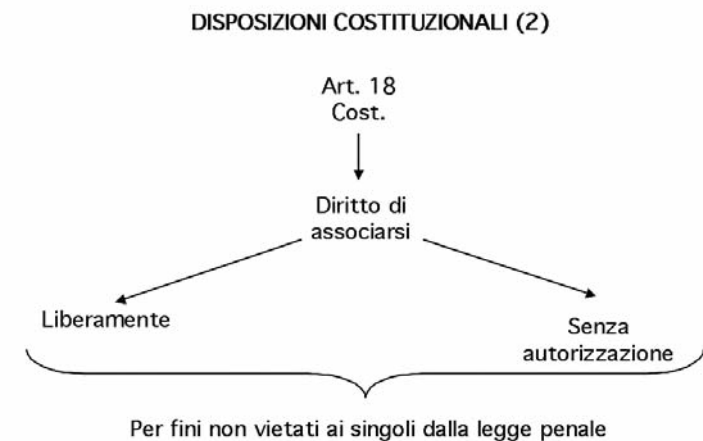 DISPOSIZIONI COSTITUZIONALI (2)
Art. 18
Cost.
Diritto di
associarsi
Liberamente
Senza
autorizzazione
Per fini non vietati ai singoli dalla legge penale